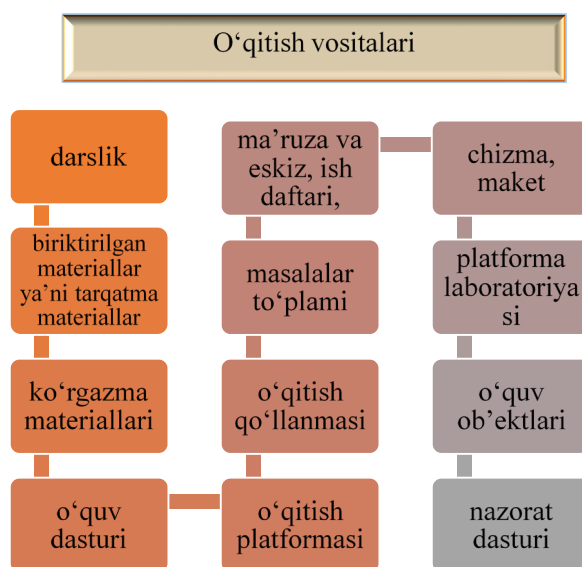 O‘qitish vositalari
darslik
biriktirilgan
materiallar
ya’ni tarqatma
materiallar
ko‘rgazma
materiallari
o‘quv
dasturi
o‘qitish
platformasi
o‘qitish
qo‘llanmasi
masalalar
to‘plami
ma’ruza va
eskiz, ish
daftari,
chizma,
maket
platforma
laboratoriya
si
o‘quv
ob’ektlari
nazorat
dasturi